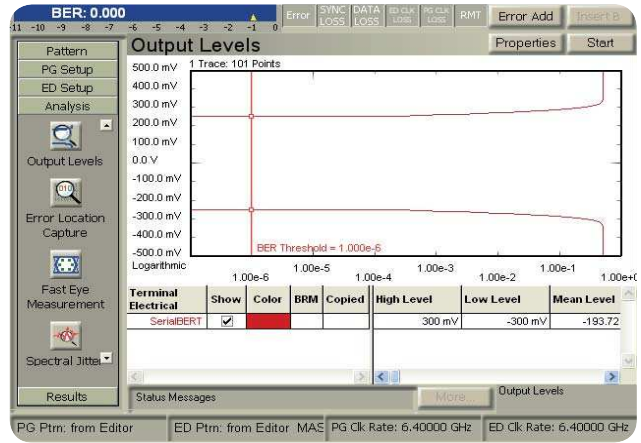 BER: 0.000
-11 -10 -9 -8 -7 -6 -5 -4 -3 -2 -1 0
Error
SYNC LOSS
DATA LOSS
ED CLK LOSS
PG CLK LOSS
RMT
Error Add
Insert B
Output Levels
Properties
Start
Pattern
PG Setup
ED Setup
Analysis
Output Levels
Error Location
Capture
Fast Eye
Measurement
Spectral Jitter
Results
1 Trace: 101 Points
500.0 mV
400.0 mV
300.0 mV
200.0 mV
100.0 mV
0.0 V
-100.0 mV
-200.0 mV
-300.0 mV
-400.0 mV
-500.0 mV
BER Threshold = 1.000e-6
Logarithmic
1.00e-6 1.00e-5 1.00e-4 1.00e-3 1.00e-2 1.00e-1 1.00e+0
Terminal Electrical Show Color BRM Copied High Level Low Level Mean Level
SerialBERT 300 mV -300 mV -193.72
Status Messages
More...
Output Levels
PG Ptrn: from Editor
ED Ptrn: from Editor MAS
PG Clk Rate: 6.40000 GHz
ED Clk Rate: 6.40000 GHz